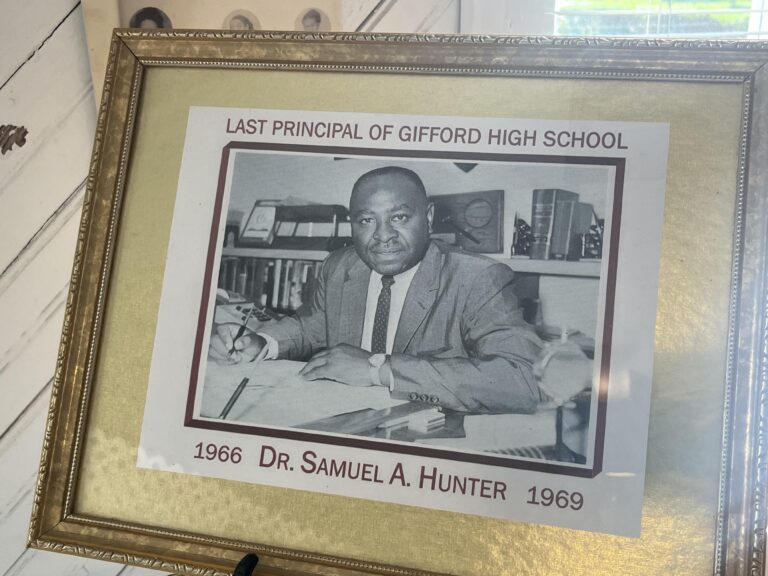 LAST PRINCIPAL OF GIFFORD HIGH SCHOOL
1966 DR. SAMUEL A. HUNTER 1969